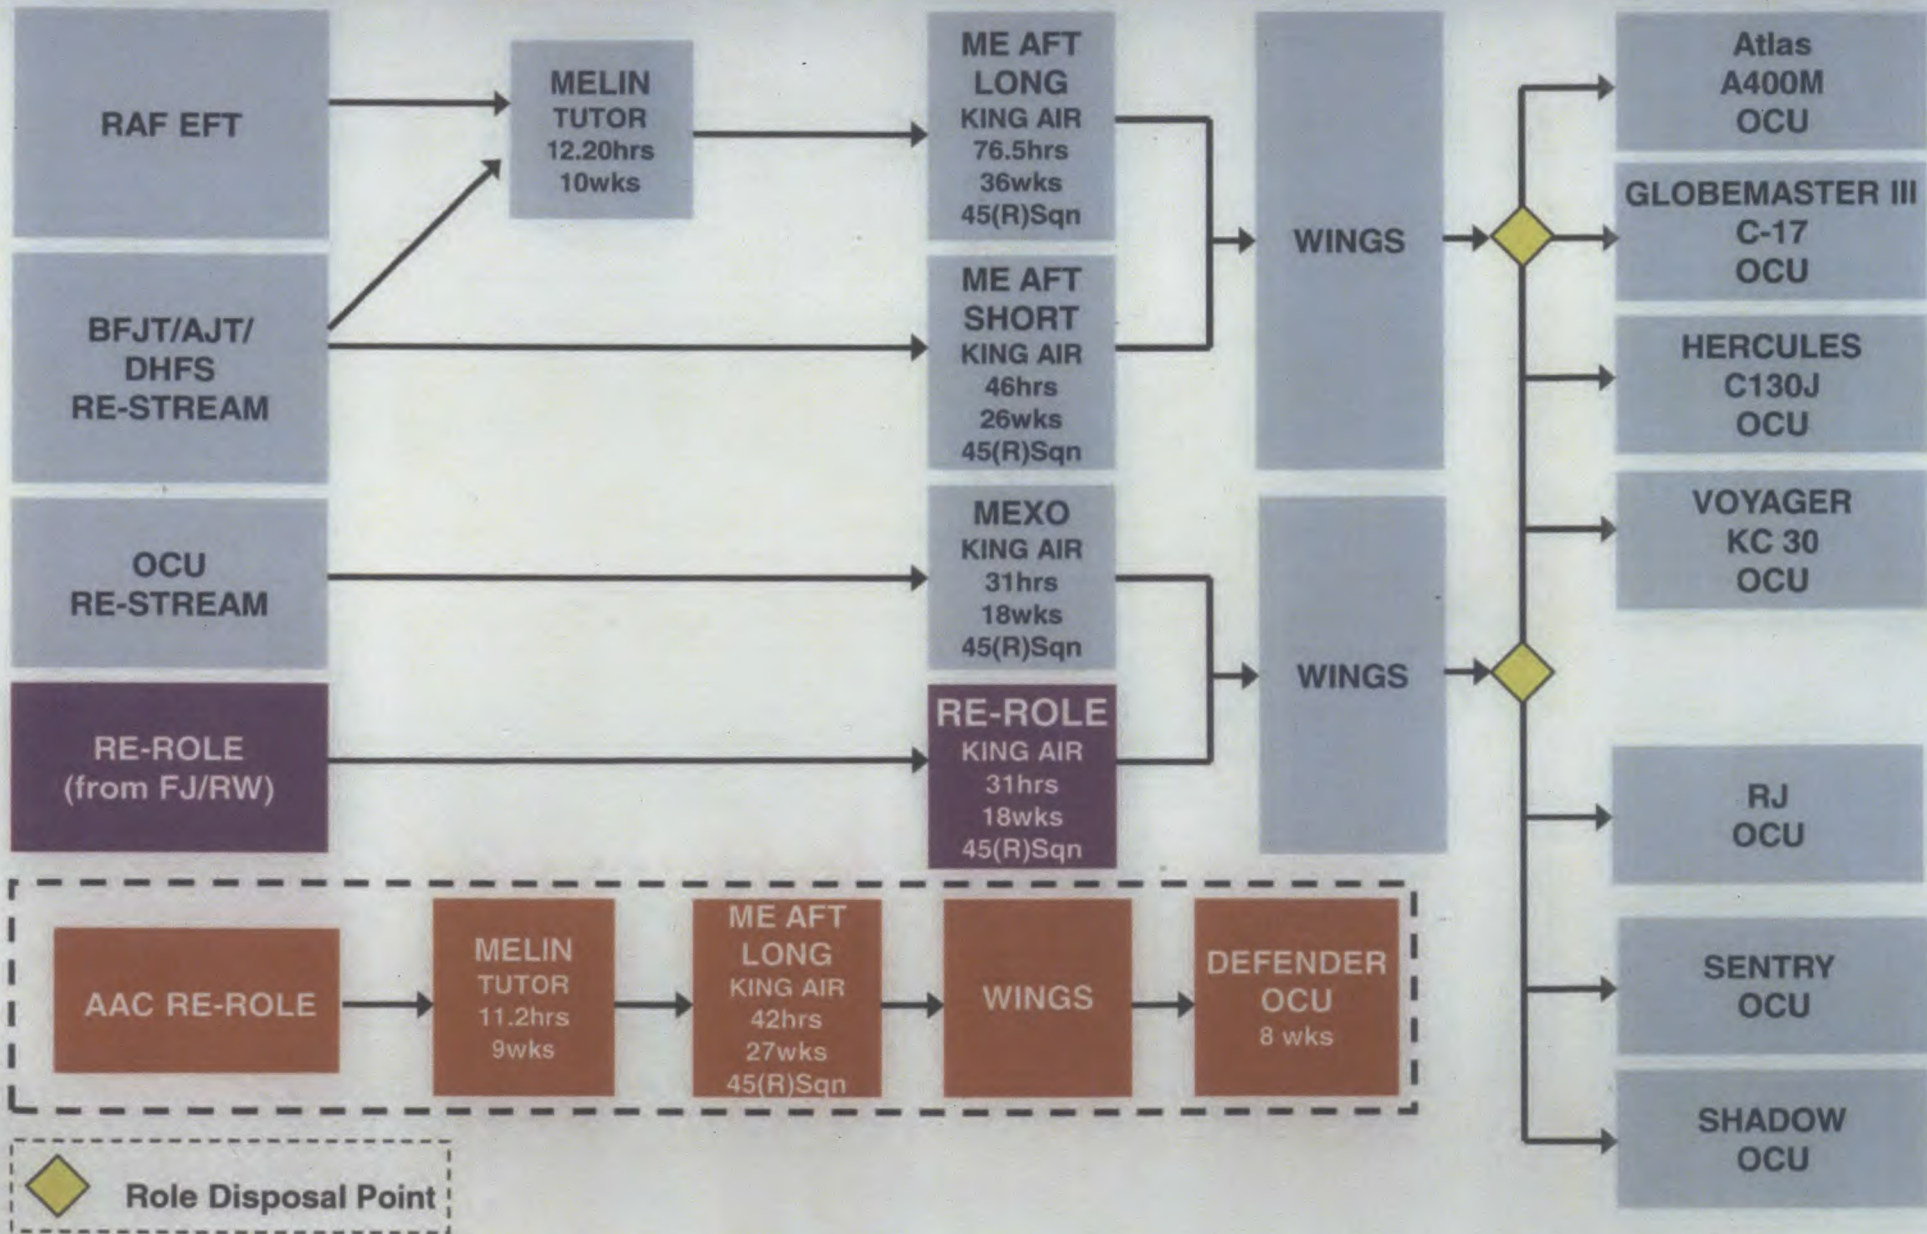 RAF EFT
MELIN
TUTOR
12.20hrs
10wks
ME AFT
LONG
KING AIR
76.5hrs
36wks
45(R)Sqn
WINGS
Atlas
A400M
OCU
GLOBEMASTER III
C-17
OCU
BFJT/AJT/
DHFS
RE-STREAM
ME AFT
SHORT
KING AIR
46hrs
26wks
45(R)Sqn
HERCULES
C130J
OCU
VOYAGER
KC 30
OCU
OCU
RE-STREAM
MEXO
KING AIR
31hrs
18wks
45(R)Sqn
WINGS
RE-ROLE
(from FJ/RW)
RE-ROLE
KING AIR
31hrs
18wks
45(R)Sqn
RJ
OCU
SENTRY
OCU
SHADOW
OCU
AAC RE-ROLE
MELIN
TUTOR
11.2hrs
9wks
ME AFT
LONG
KING AIR
42hrs
27wks
45(R)Sqn
WINGS
DEFENDER
OCU
8 wks
Role Disposal Point